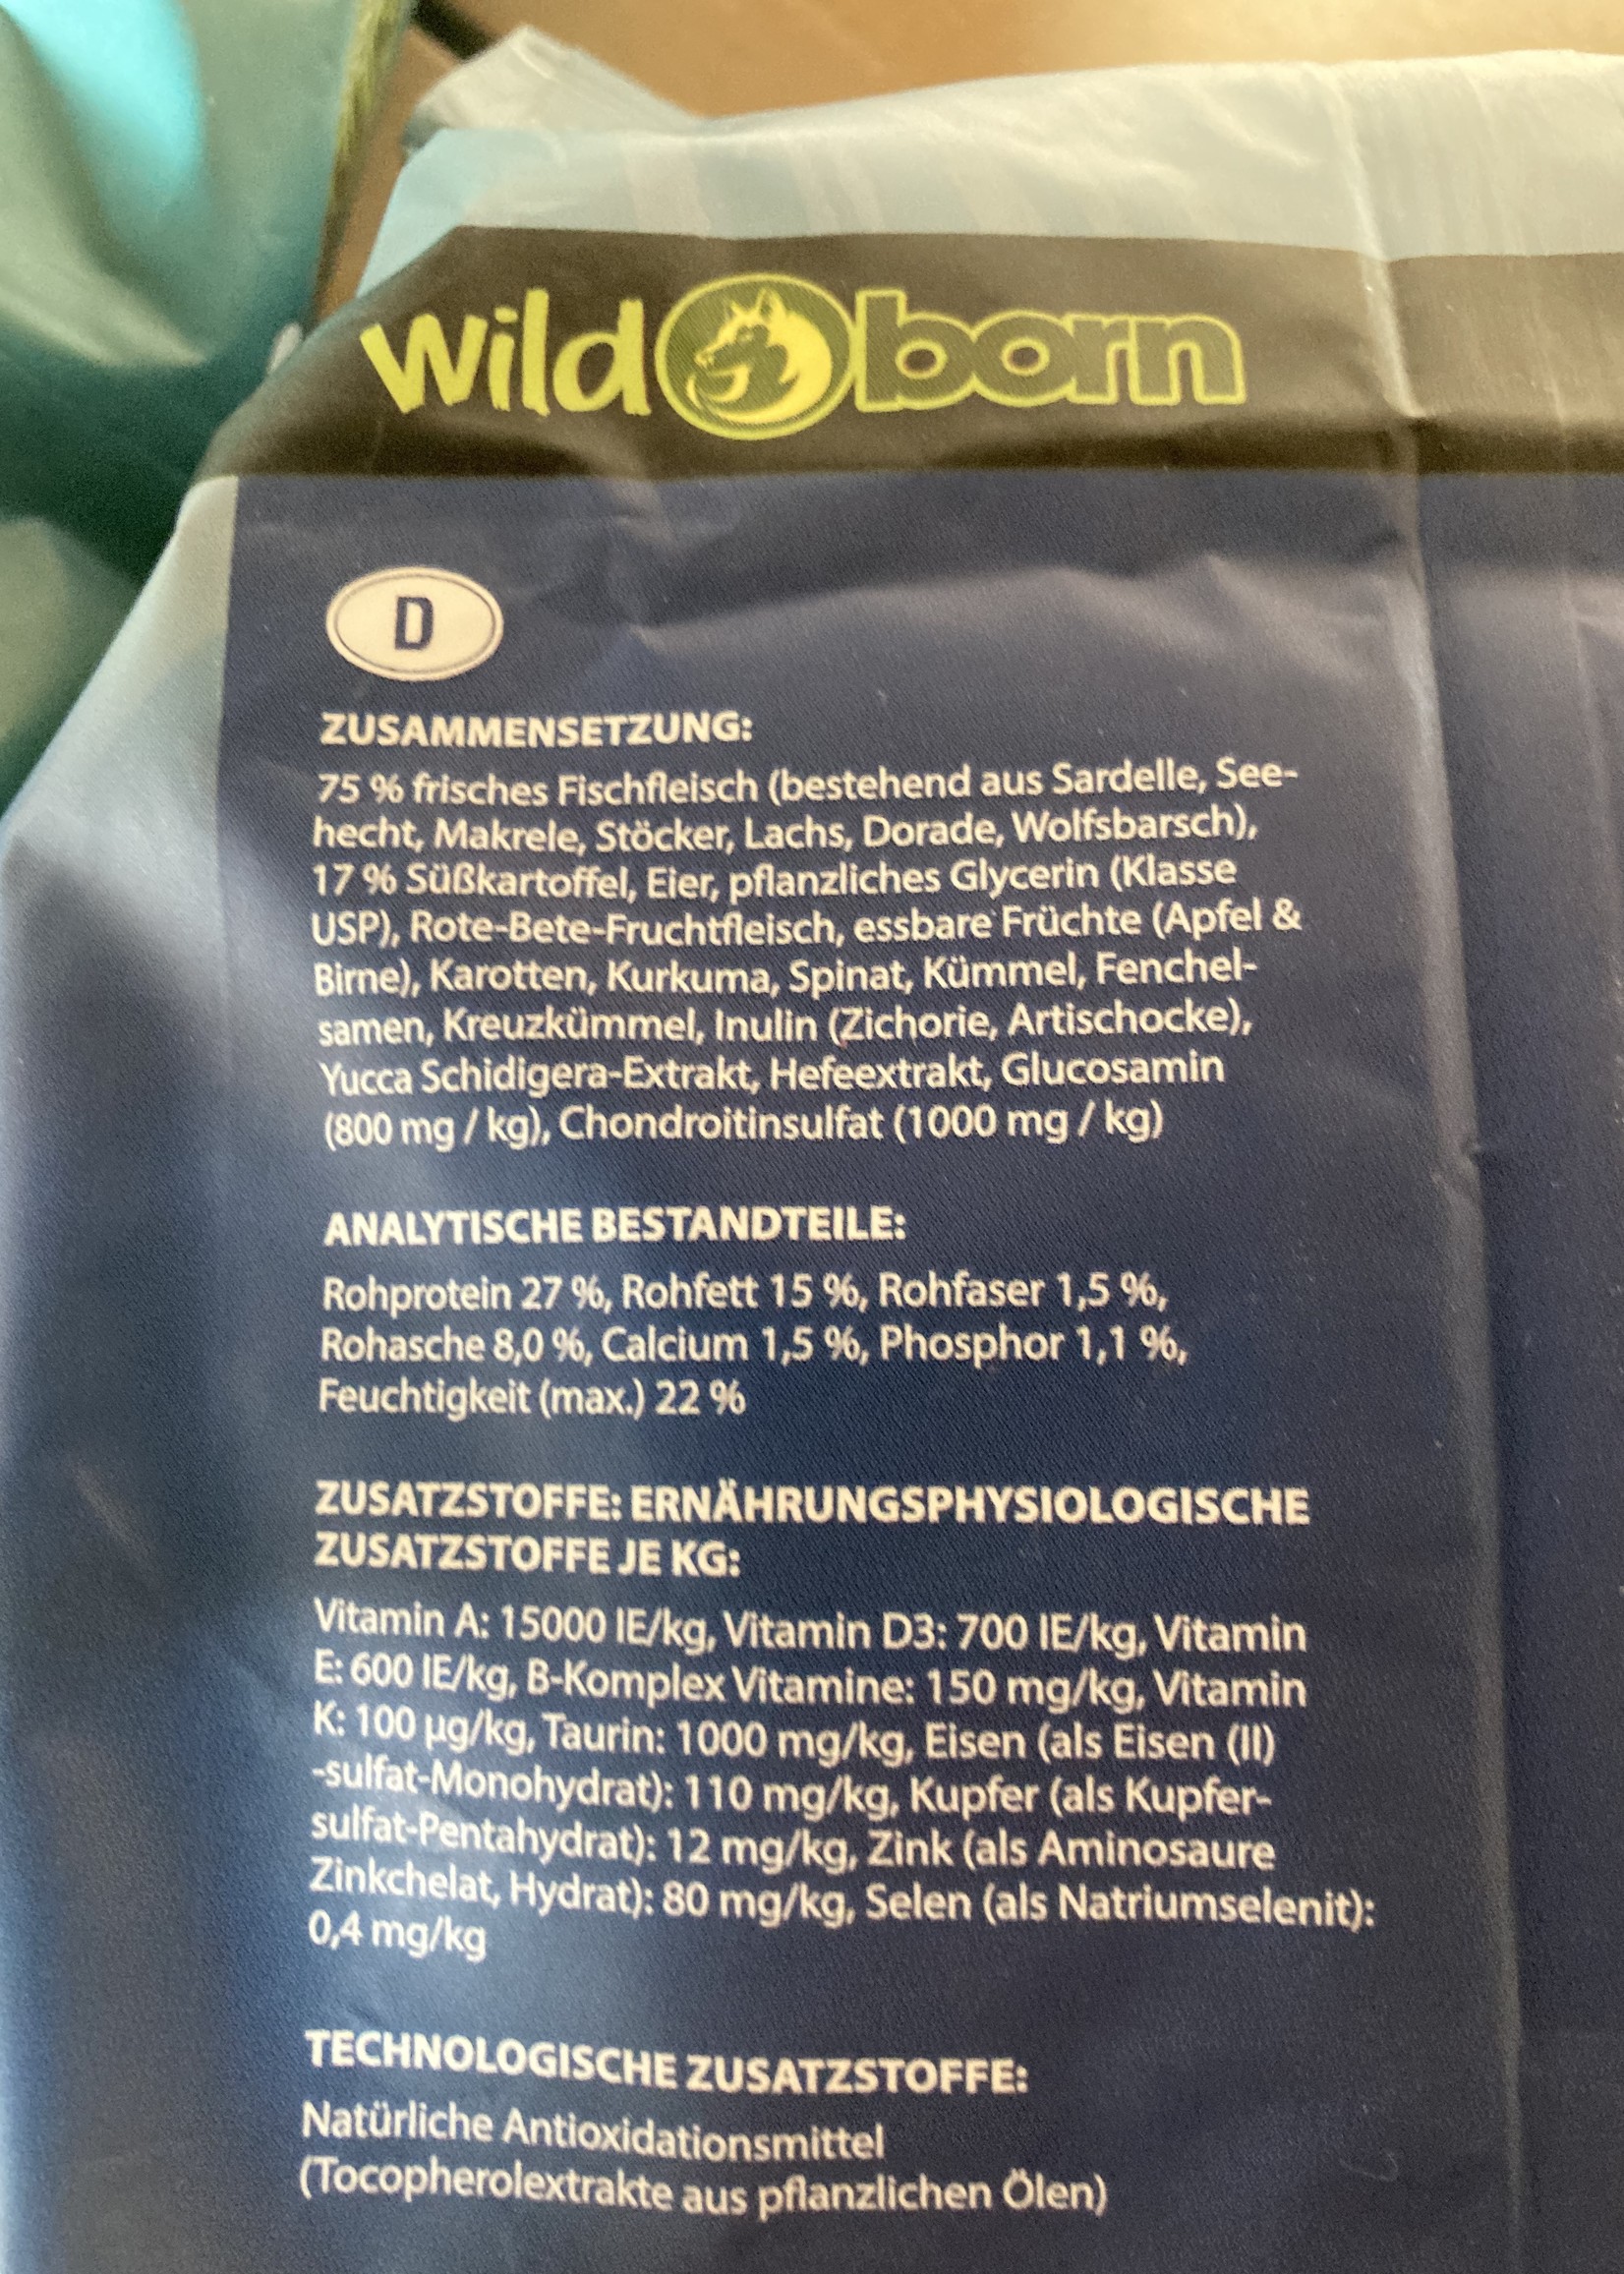 wild born
D
ZUSAMMENSETZUNG:
75 % frisches Fischfleisch (bestehend aus Sardelle, See-
hecht, Makrele, Stöcker, Lachs, Dorade, Wolfsbarsch),
17 % Süßkartoffel, Eier, pflanzliches Glycerin (Klasse
USP), Rote-Bete-Fruchtfleisch, essbare Früchte (Apfel &
Birne), Karotten, Kurkuma, Spinat, Kümmel, Fenchel-
samen, Kreuzkümmel, Inulin (Zichorie, Artischocke),
Yucca Schidigera-Extrakt, Hefeextrakt, Glucosamin
(800 mg / kg), Chondroitinsulfat (1000 mg / kg)
ANALYTISCHE BESTANDTEILE:
Rohprotein 27 %, Rohfett 15 %, Rohfaser 1,5 %,
Rohasche 8,0 %, Calcium 1,5 %, Phosphor 1,1 %,
Feuchtigkeit (max.) 22 %
ZUSATZSTOFFE: ERNÄHRUNGSPHYSIOLOGISCHE
ZUSATZSTOFFE JE KG:
Vitamin A: 15000 IE/kg, Vitamin D3: 700 IE/kg, Vitamin
E: 600 IE/kg, B-Komplex Vitamine: 150 mg/kg, Vitamin
K: 100 µg/kg, Taurin: 1000 mg/kg, Eisen (als Eisen (II)
-sulfat-Monohydrat): 110 mg/kg, Kupfer (als Kupfer-
sulfat-Pentahydrat): 12 mg/kg, Zink (als Aminosaure
Zinkchelat, Hydrat): 80 mg/kg, Selen (als Natriumselenit):
0,4 mg/kg
TECHNOLOGISCHE ZUSATZSTOFFE:
Natürliche Antioxidationsmittel
(Tocopherolextrakte aus pflanzlichen Ölen)